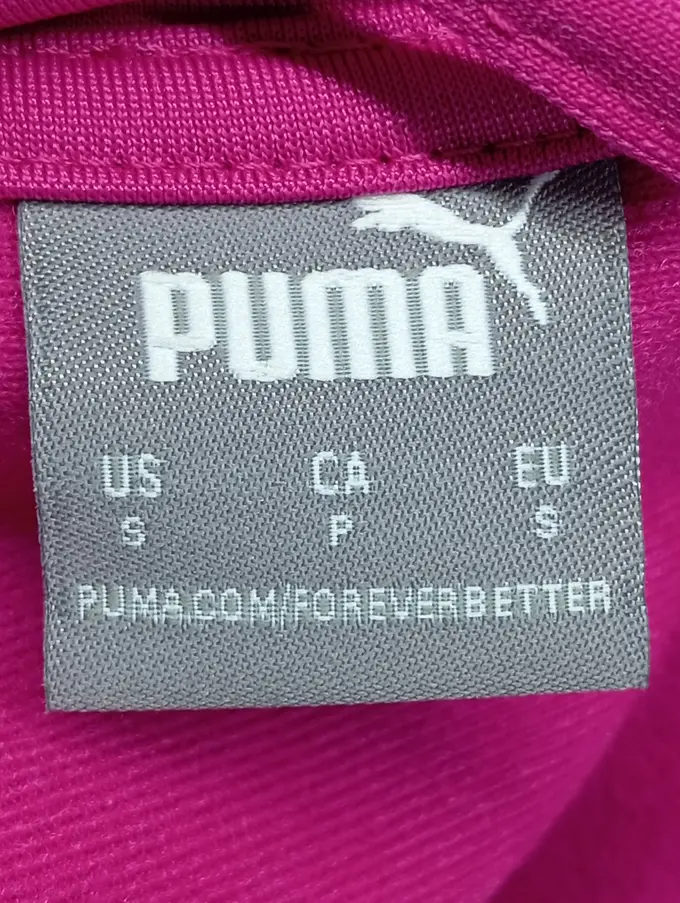 PUMA
US CA EU
S P S
PUMA.COM/FOREVERBETTER